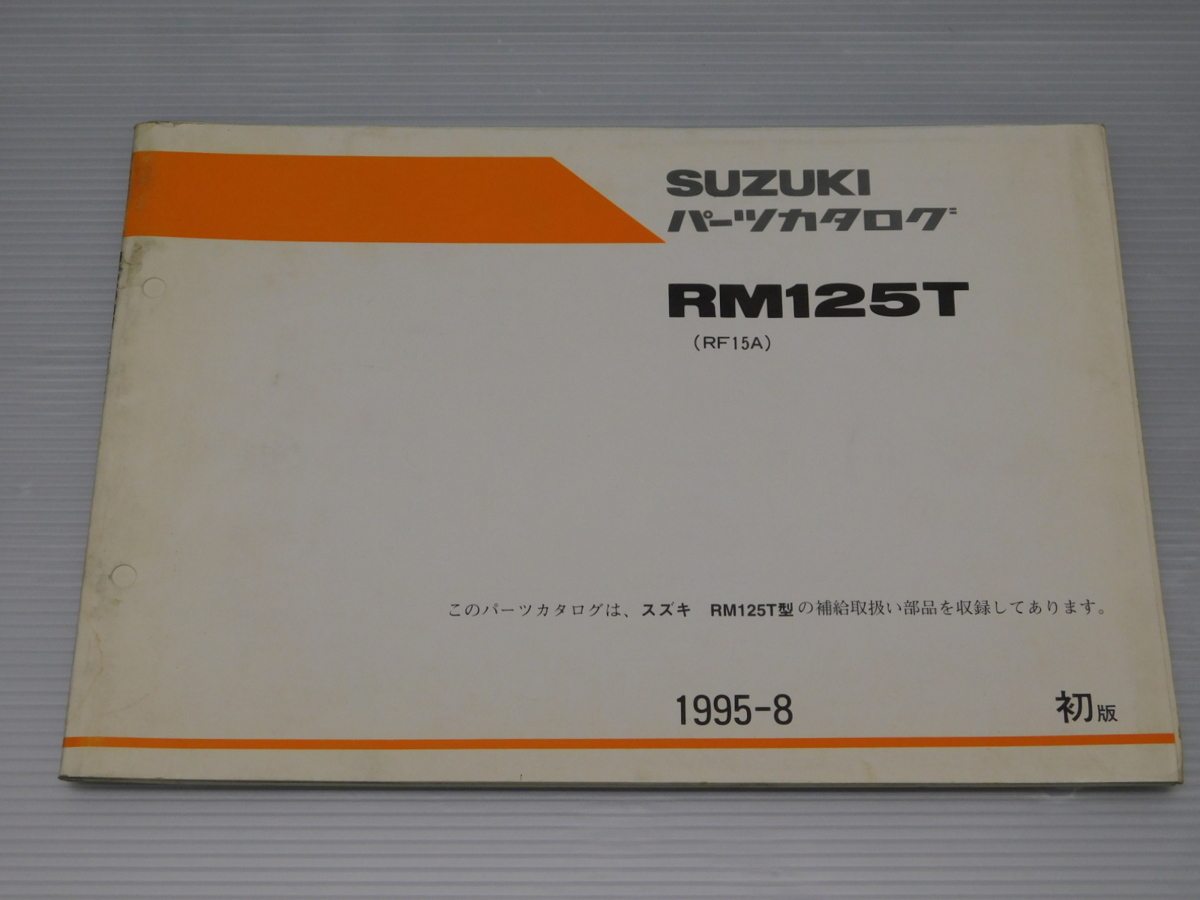 SUZUKI
パーツカタログ
RM125T
(RF15A)
このパーツカタログは、スズキ RM125T型の補給取扱い部品を収録してあります。
1995-8 初版